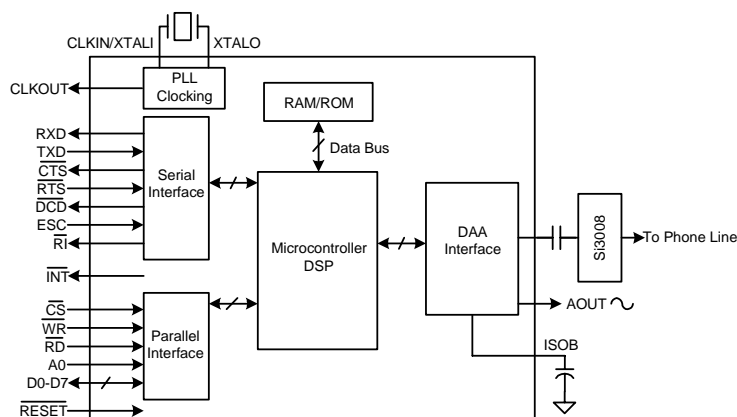 CLKIN/XTALI
XTALO
CLKOUT
PLL
Clocking
RAM/ROM
Data Bus
RXD
TXD
CTS
RTS
DCD
ESC
RI
Serial
Interface
INT
Microcontroller
DSP
DAA
Interface
Si3008
To Phone Line
AOUT
ISOB
CS
WR
RD
A0
D0-D7
Parallel
Interface
RESET